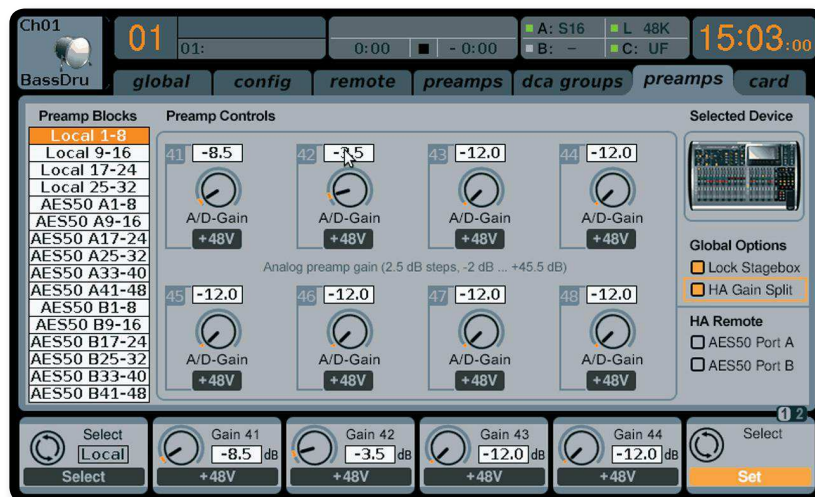 Ch01
01
BassDru
01:
0:00
- 0:00
A: S16
L 48K
B: -
C: UF
15:03:00
global config remote preamps dca groups preamps card
Preamp Blocks
Local 1-8
Local 9-16
Local 17-24
Local 25-32
AES50 A1-8
AES50 A9-16
AES50 A17-24
AES50 A25-32
AES50 A33-40
AES50 A41-48
AES50 B1-8
AES50 B9-16
AES50 B17-24
AES50 B25-32
AES50 B33-40
AES50 B41-48
Preamp Controls
41 -8.5 42 43 -12.0 44 -12.0
A/D-Gain A/D-Gain A/D-Gain A/D-Gain
+48V +48V +48V +48V
Analog preamp gain (2.5 dB steps, -2 dB ... +45.5 dB)
45 -12.0 46 -12.0 47 -12.0 48 -12.0
A/D-Gain A/D-Gain A/D-Gain A/D-Gain
+48V +48V +48V +48V
Selected Device
Global Options
Lock Stagebox
HA Gain Split
HA Remote
AES50 Port A
AES50 Port B
1 2
Select
Local
Select
Gain 41
-8.5 dB
+48V
Gain 42
-3.5 dB
+48V
Gain 43
-12.0 dB
+48V
Gain 44
-12.0 dB
+48V
Select
Set